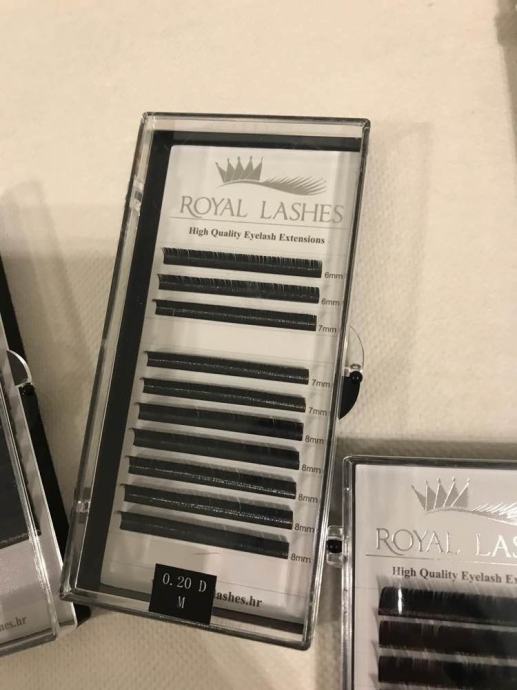 ROYAL LASHES
High Quality Eyelash Extensions
6mm
6mm
7mm
7mm
7mm
8mm
8mm
8mm
8mm
8mm
0.20 D
M
ashes.hr
ROYAL LAS
High Quality Eyelash Ex
hes.hr